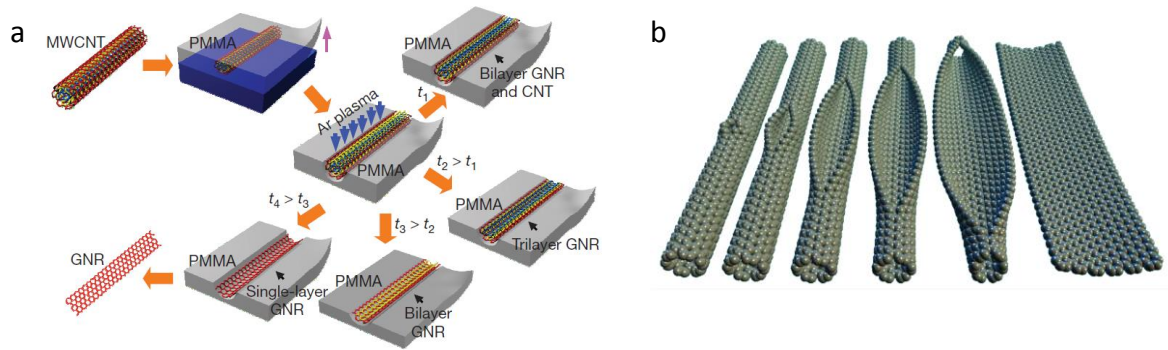 a
MWCNT
PMMA
PMMA
Bilayer GNR
and CNT
t₁
Ar plasma
PMMA
t₂ > t₁
Trilayer GNR
t₃ > t₂
PMMA
Bilayer
GNR
t₄ > t₃
PMMA
Single-layer
GNR
GNR
b